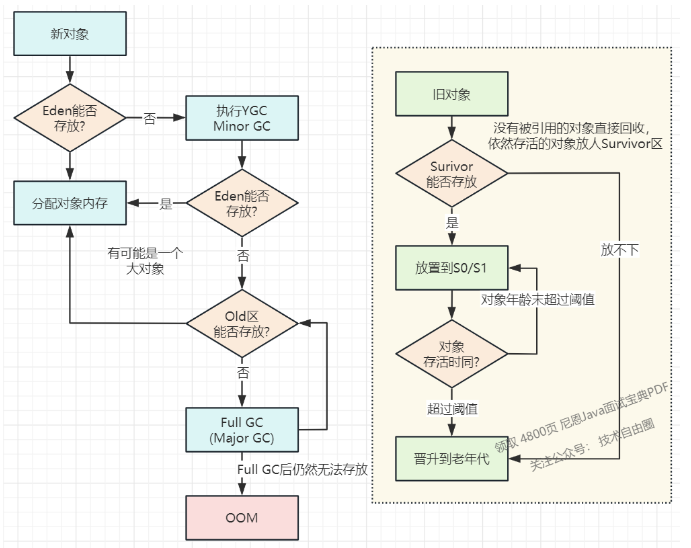 新对象
Eden能否
存放?
否
执行YGC
Minor GC
分配对象内存
是
Eden能否
存放?
有可能是一个
大对象
否
Old区
能否存放?
否
Full GC
(Major GC)
Full GC后仍然无法存放
OOM
旧对象
没有被引用的对象直接回收，
依然存活的对象放人Survivor区
Surivor
能否存放
是
放不下
放置到S0/S1
对象年龄末超过阈值
对象
存活时同?
超过阈值
晋升到老年代
领取 4800页 尼恩Java面试宝典PDF
关注公众号： 技术自由圈